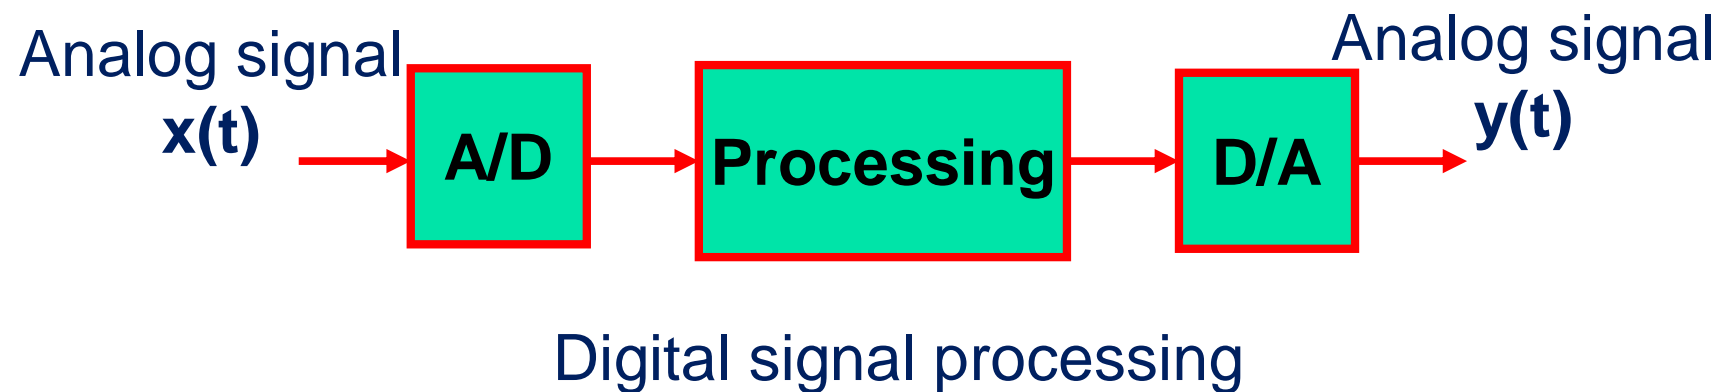 Analog signal
x(t)
A/D
Processing
D/A
Analog signal
y(t)
Digital signal processing